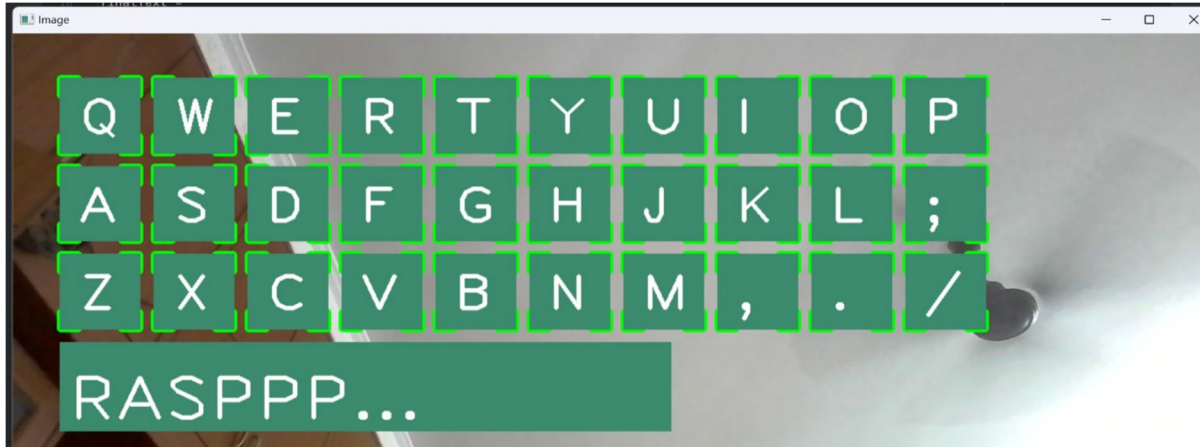 Image
Q W E R T Y U I O P
A S D F G H J K L ;
Z X C V B N M , . /
RASPPP...